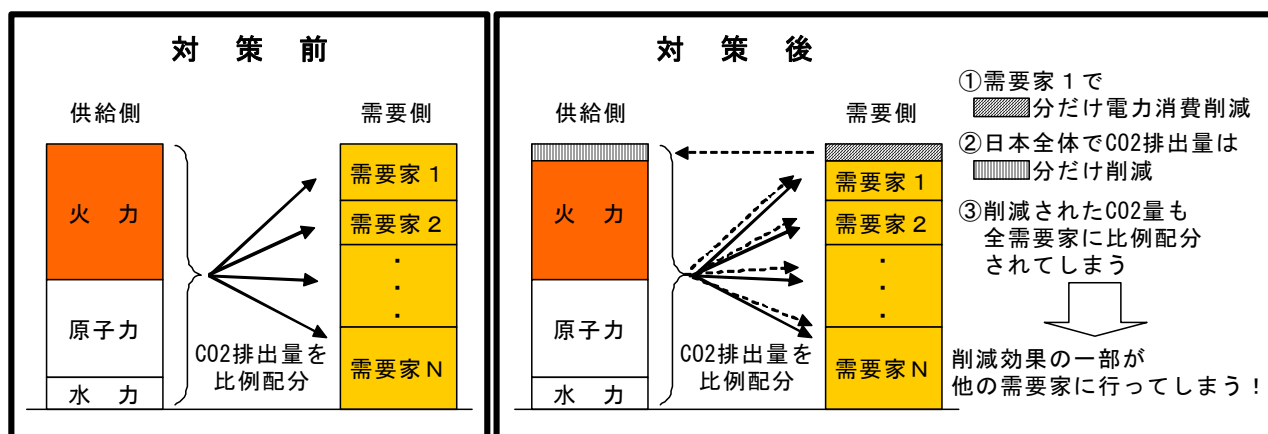 対策前
供給側
需要側
火力
原子力
水力
需要家1
需要家2
・
・
・
需要家N
CO2排出量を
比例配分
対策後
供給側
需要側
火力
原子力
水力
需要家1
需要家2
・
・
・
需要家N
CO2排出量を
比例配分
①需要家1で
分だけ電力消費削減
②日本全体でCO2排出量は
分だけ削減
③削減されたCO2量も
全需要家に比例配分
されてしまう
削減効果の一部が
他の需要家に行ってしまう!